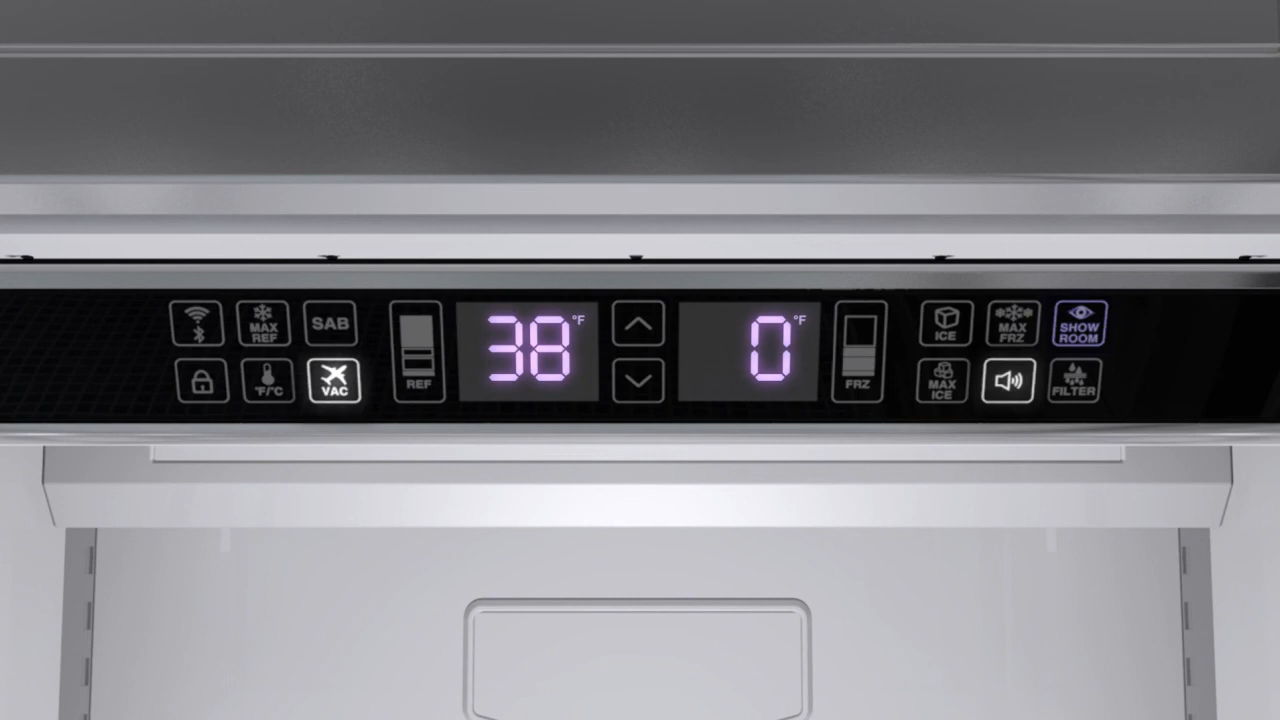 MAX
REF
SAB
°F/°C
VAC
REF
38°F
0°F
FRZ
ICE
MAX
FRZ
SHOW
ROOM
MAX
ICE
FILTER